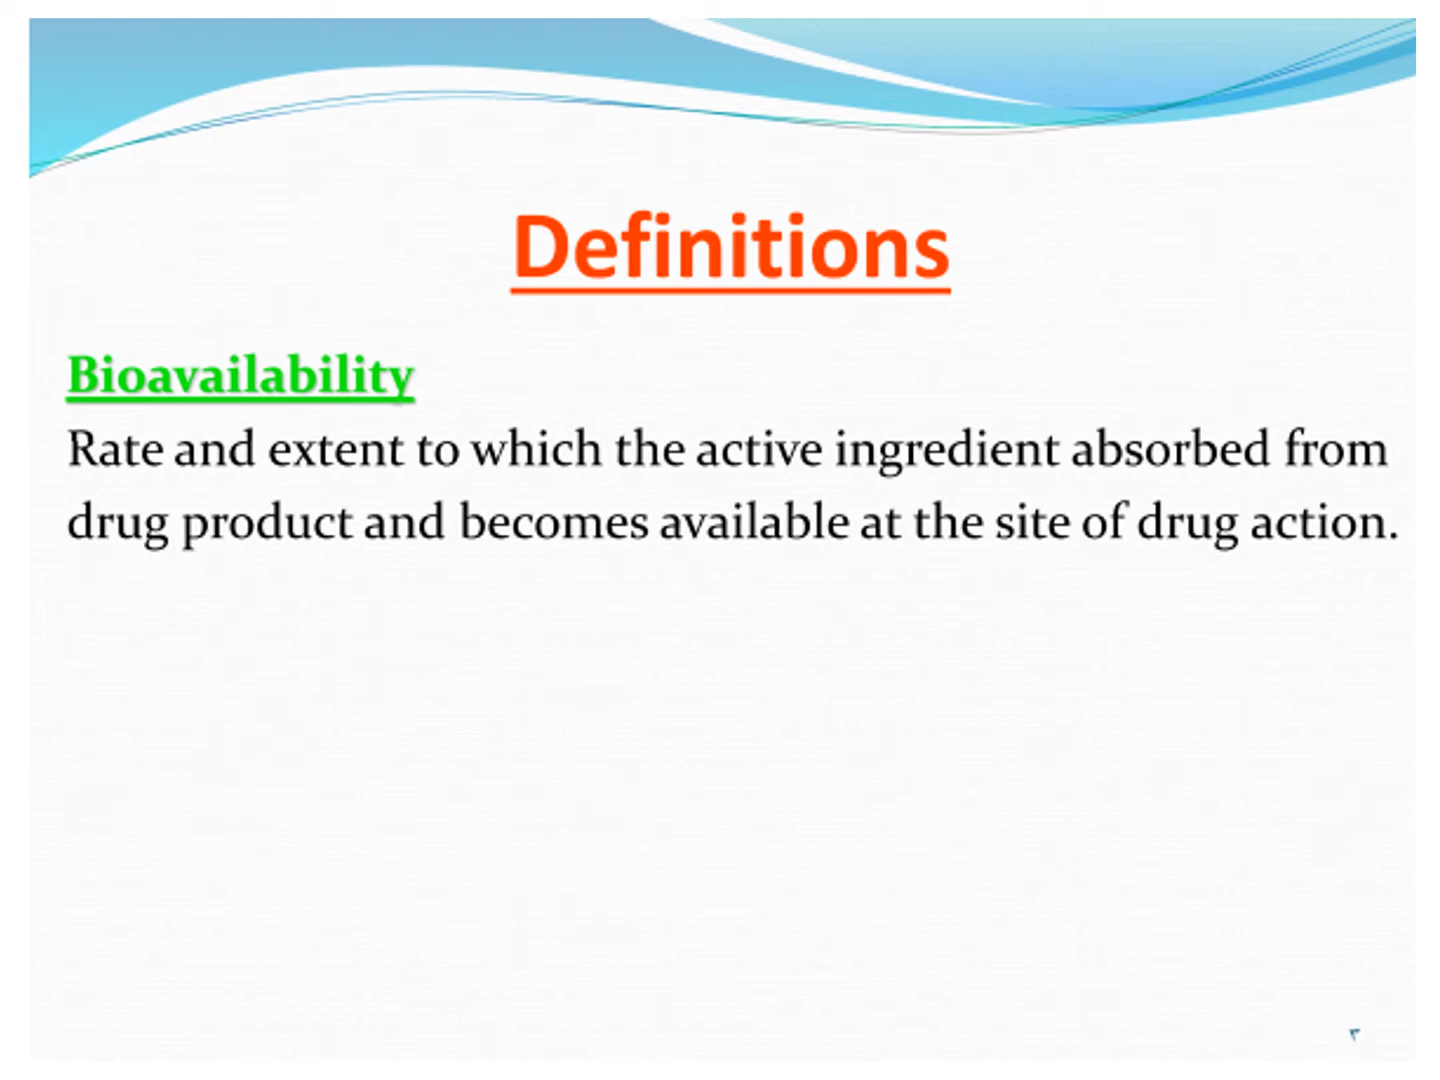 Definitions
Bioavailability
Rate and extent to which the active ingredient absorbed from
drug product and becomes available at the site of drug action.
٣